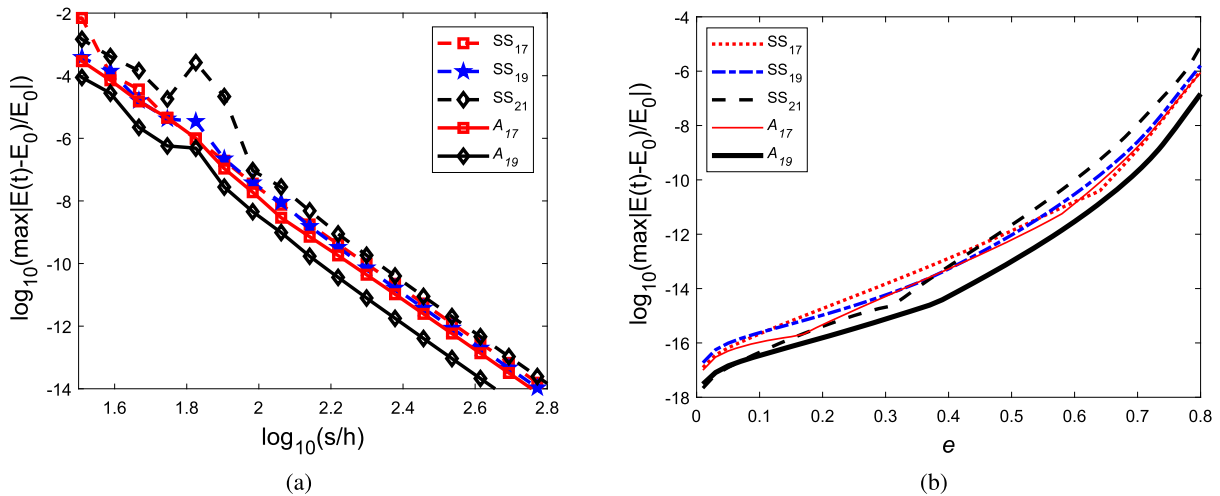 -2
-4
-6
-8
-10
-12
-14
1.6 1.8 2 2.2 2.4 2.6 2.8
log10(s/h)
log10(max|E(t)-E0)/E0|)
SS17
SS19
SS21
A17
A19
(a)
-4
-6
-8
-10
-12
-14
-16
-18
0 0.1 0.2 0.3 0.4 0.5 0.6 0.7 0.8
e
log10(max|E(t)-E0)/E0|)
SS17
SS19
SS21
A17
A19
(b)